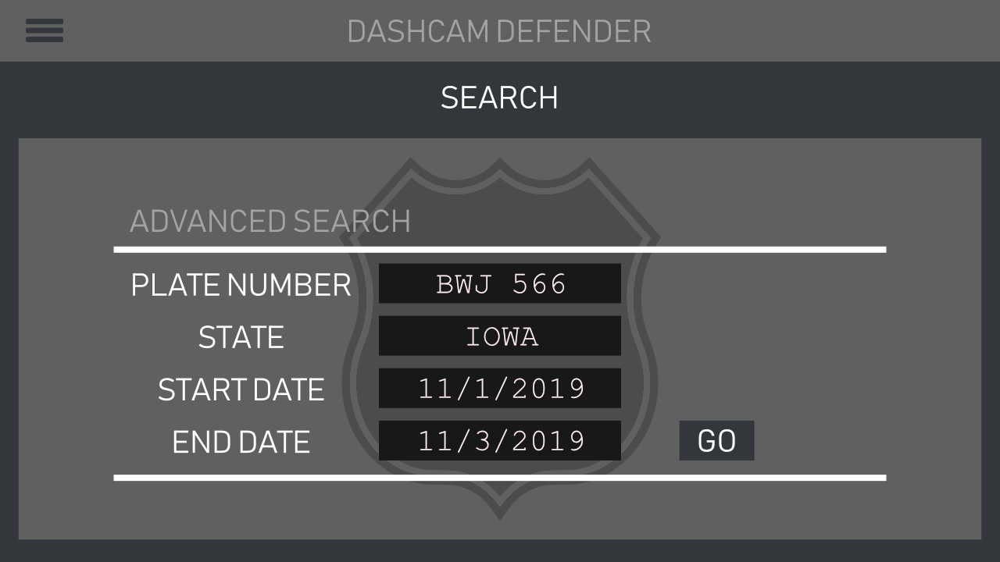 DASHCAM DEFENDER
SEARCH
ADVANCED SEARCH
PLATE NUMBER BWJ 566
STATE IOWA
START DATE 11/1/2019
END DATE 11/3/2019 GO